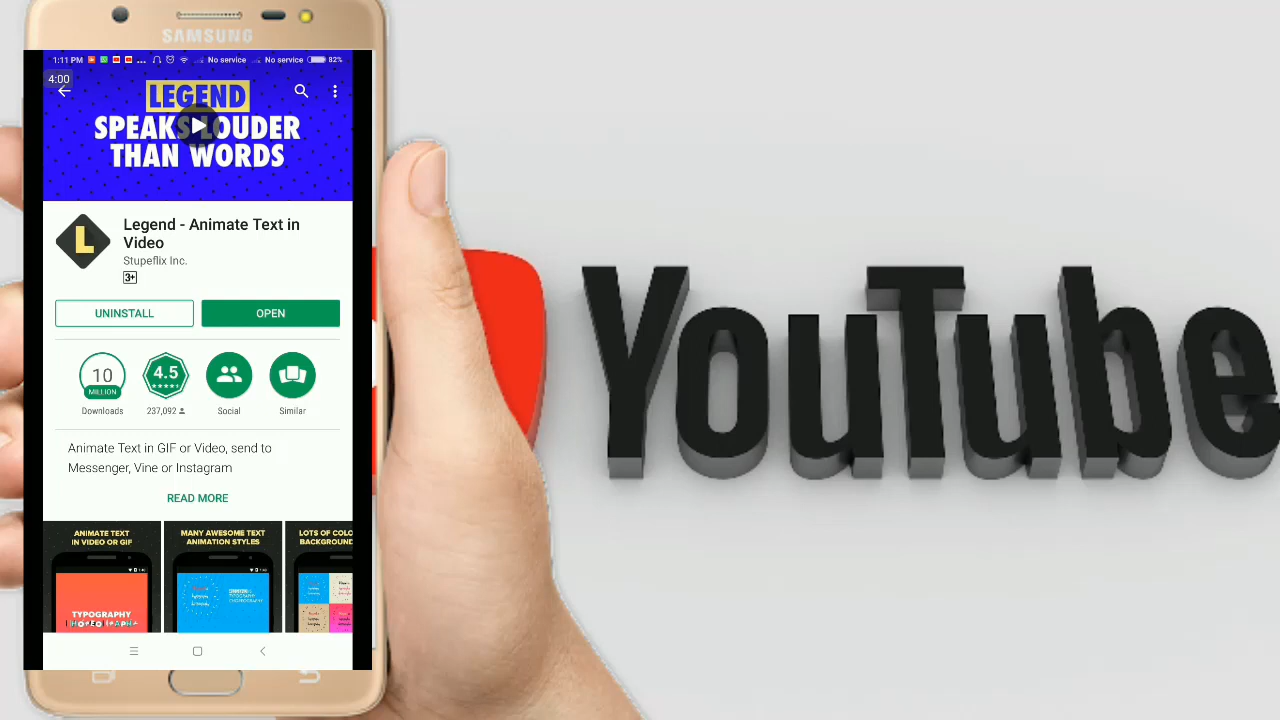 SAMSUNG
1:11 PM ... No service No service 82%
4:00
LEGEND
SPEAKS LOUDER
THAN WORDS
L
Legend - Animate Text in
Video
Stupeflix Inc.
3+
UNINSTALL OPEN
10
MILLION
4.5
Downloads 237,092 Social Similar
Animate Text in GIF or Video, send to
Messenger, Vine or Instagram
READ MORE
ANIMATE TEXT
IN VIDEO OR GIF
MANY AWESOME TEXT
ANIMATION STYLES
LOTS OF COLO
BACKGROUND
TYPOGRAPHY
YouTube